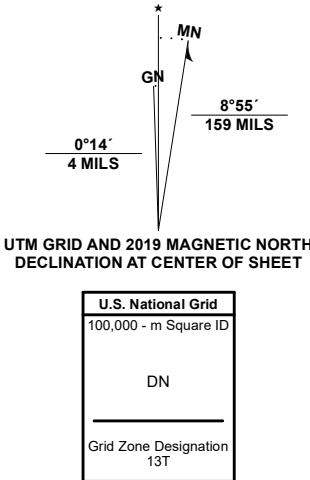 ★
MN
GN
8°55´
159 MILS
0°14´
4 MILS
UTM GRID AND 2019 MAGNETIC NORTH
DECLINATION AT CENTER OF SHEET
U.S. National Grid
100,000 - m Square ID
DN
Grid Zone Designation
13T